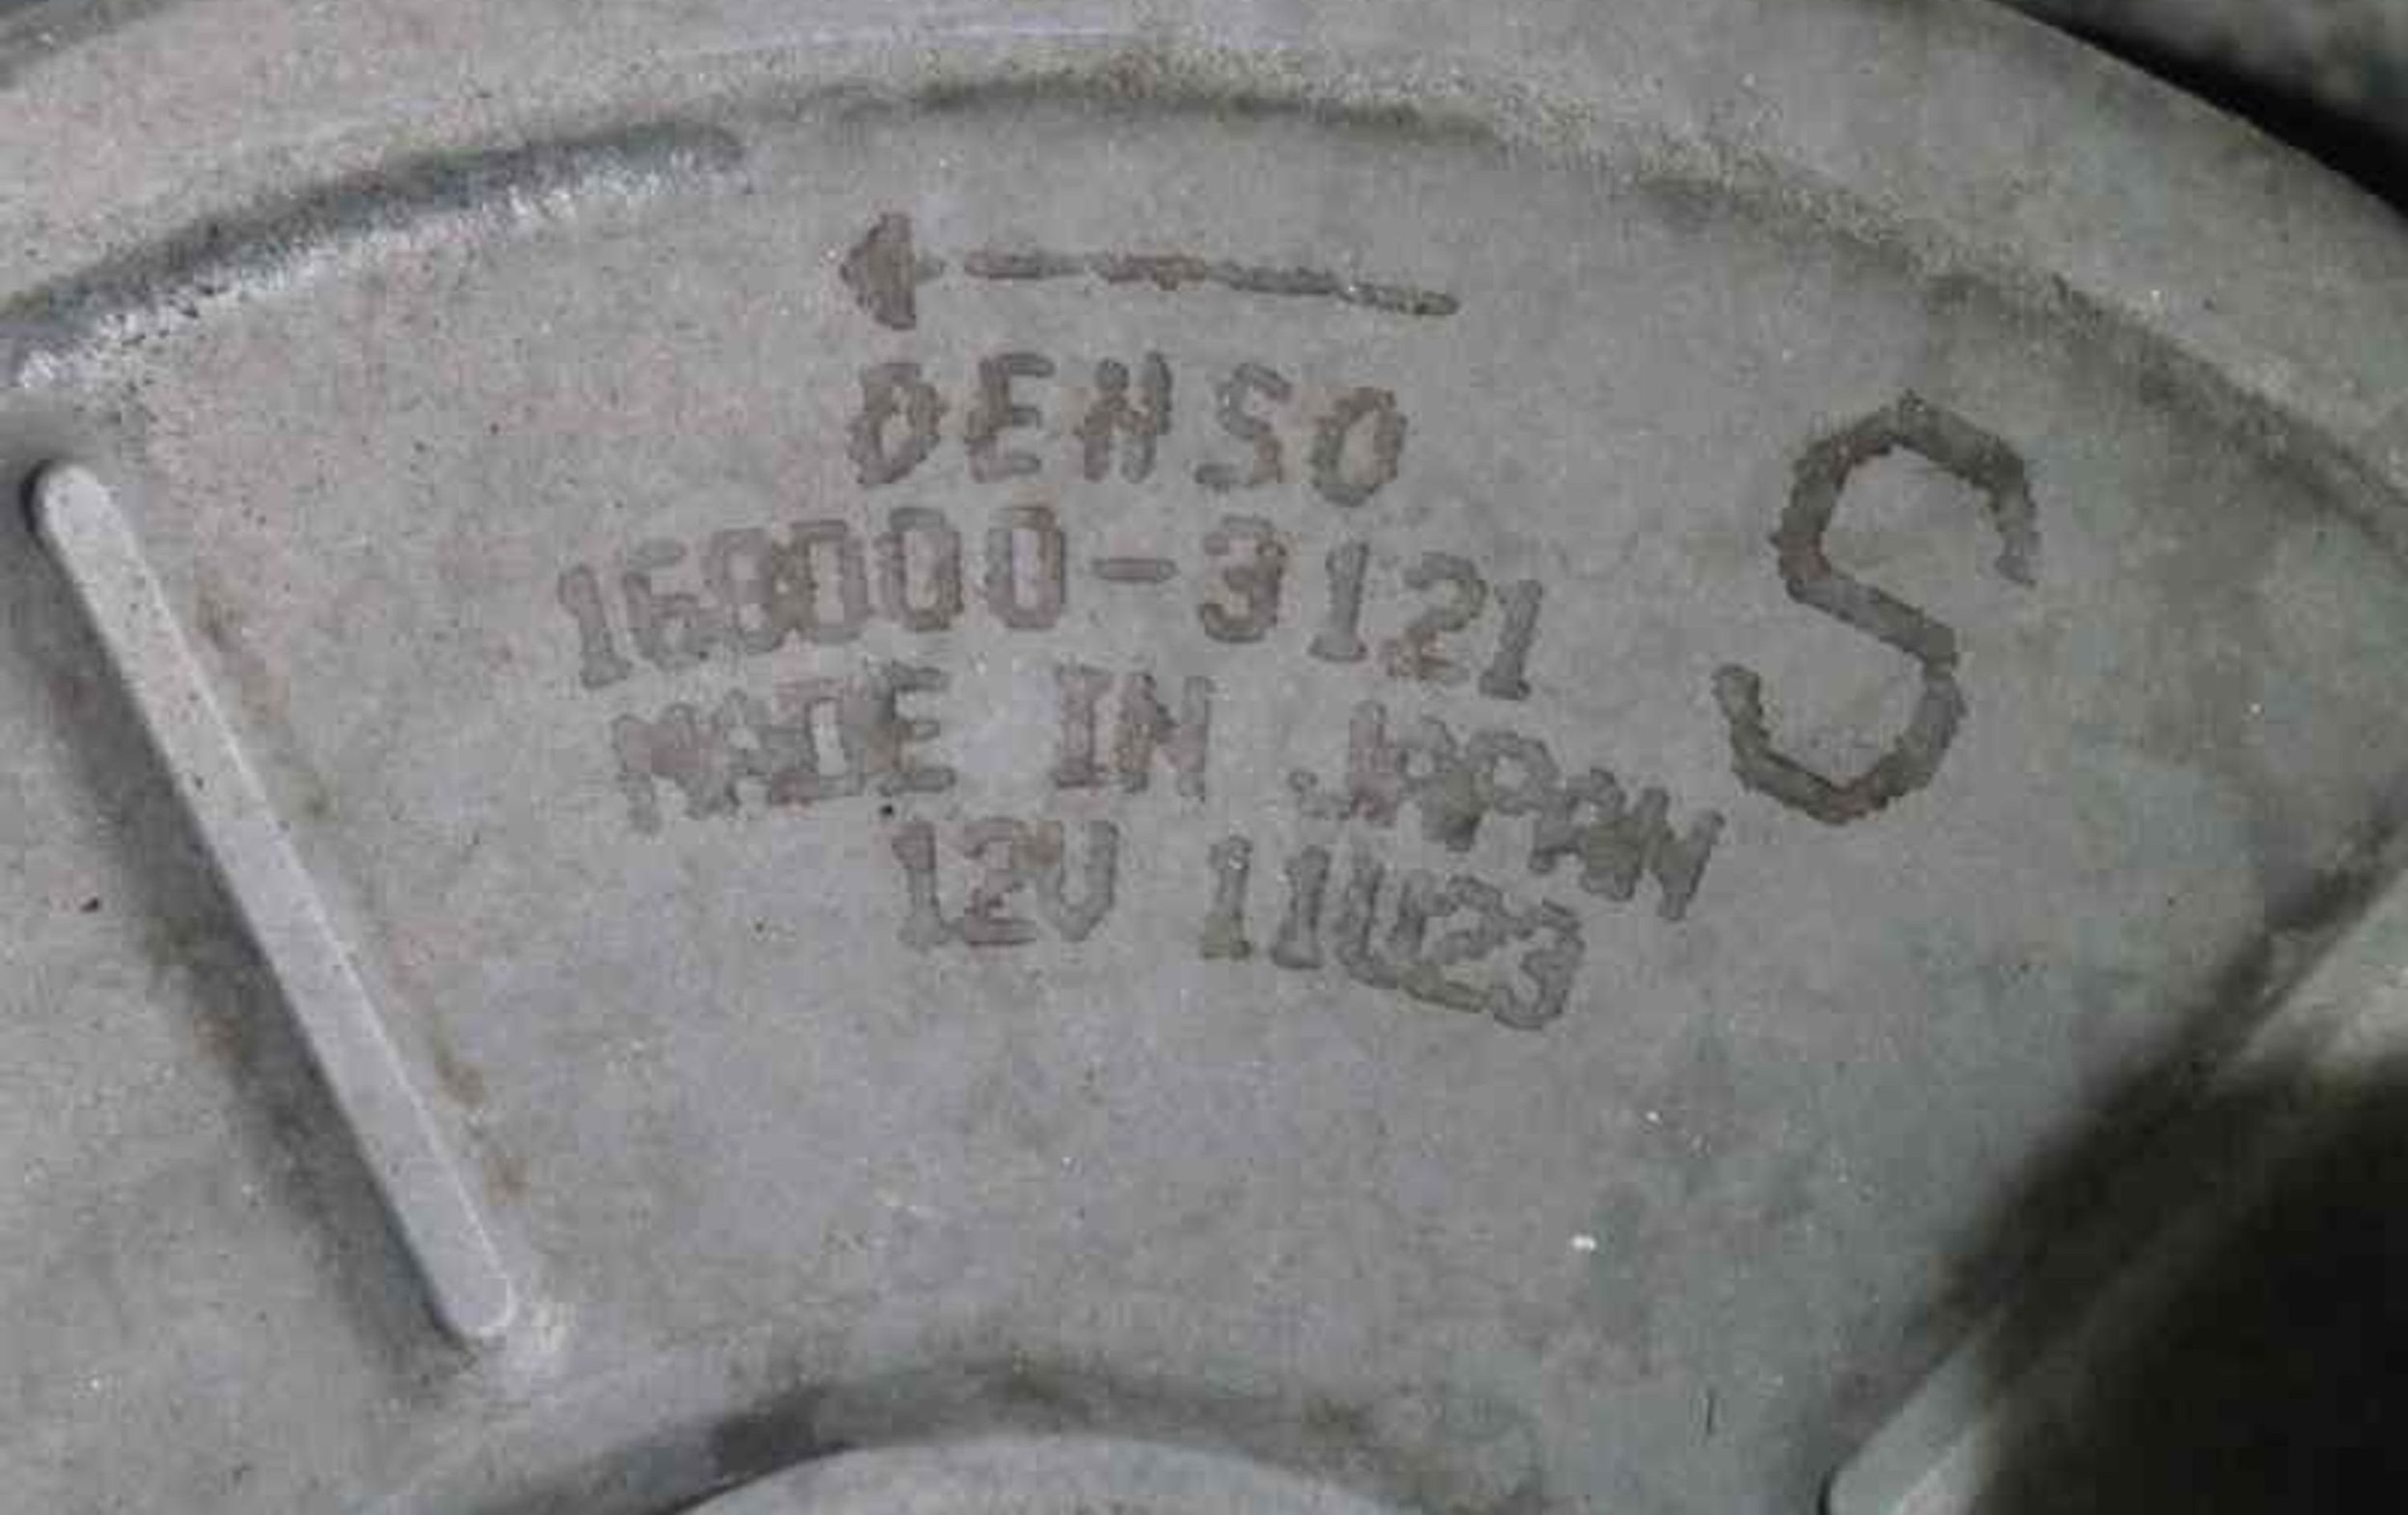 DENSO
168000-3121
MADE IN JAPAN
12V 11U23
S